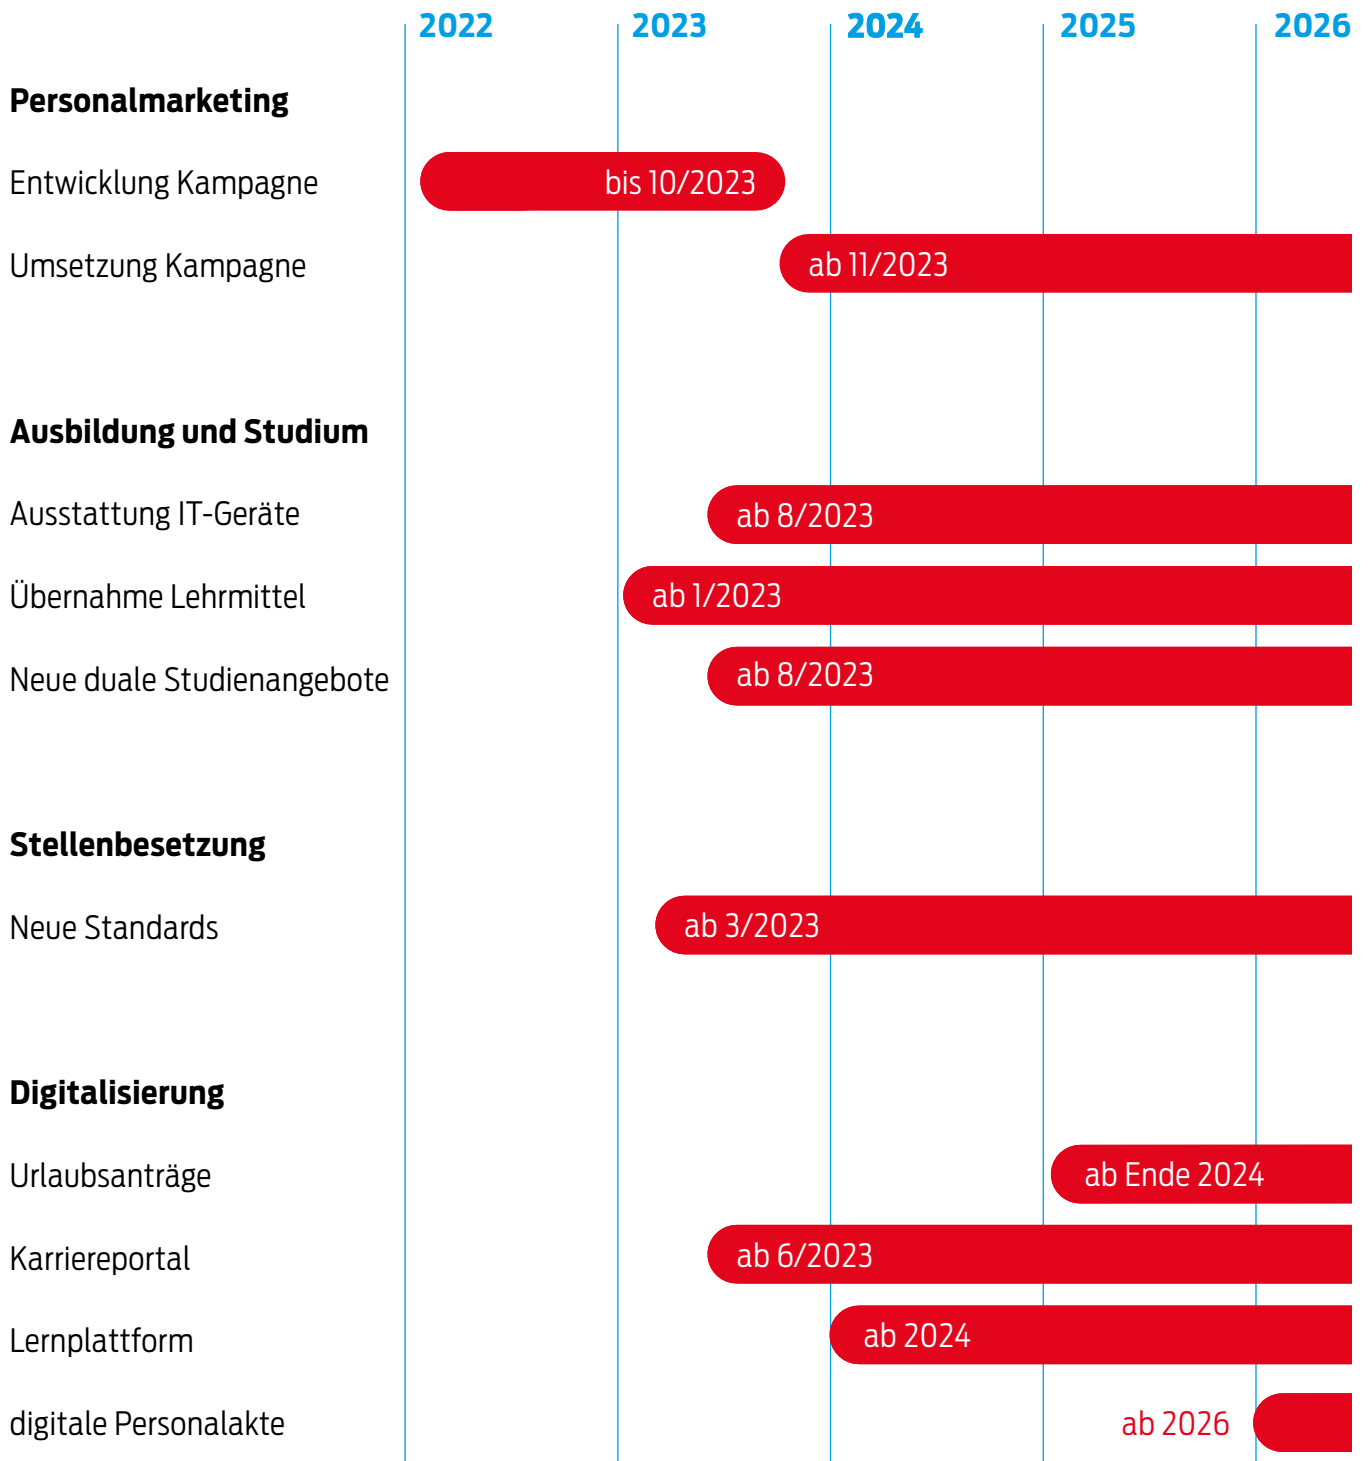 2022 2023 2024 2025 2026
Personalmarketing
Entwicklung Kampagne bis 10/2023
Umsetzung Kampagne ab 11/2023
Ausbildung und Studium
Ausstattung IT-Geräte ab 8/2023
Übernahme Lehrmittel ab 1/2023
Neue duale Studienangebote ab 8/2023
Stellenbesetzung
Neue Standards ab 3/2023
Digitalisierung
Urlaubsanträge ab Ende 2024
Karriereportal ab 6/2023
Lernplattform ab 2024
digitale Personalakte ab 2026